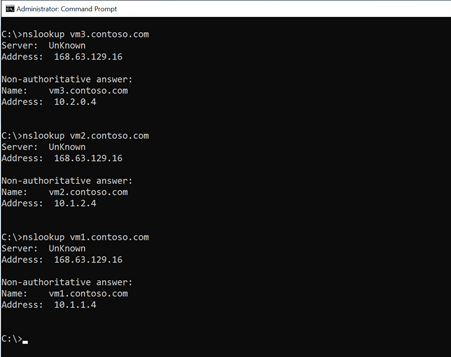 Administrator: Command Prompt
C:\>nslookup vm3.contoso.com
Server:  UnKnown
Address:  168.63.129.16
Non-authoritative answer:
Name:    vm3.contoso.com
Address:  10.2.0.4
C:\>nslookup vm2.contoso.com
Server:  UnKnown
Address:  168.63.129.16
Non-authoritative answer:
Name:    vm2.contoso.com
Address:  10.1.2.4
C:\>nslookup vm1.contoso.com
Server:  UnKnown
Address:  168.63.129.16
Non-authoritative answer:
Name:    vm1.contoso.com
Address:  10.1.1.4
C:\>